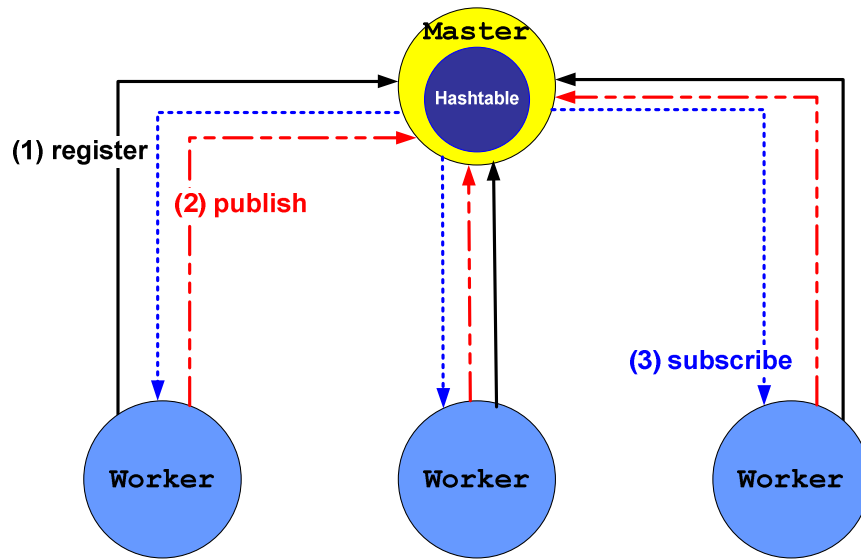 Master
Hashtable
(1) register
(2) publish
(3) subscribe
Worker
Worker
Worker